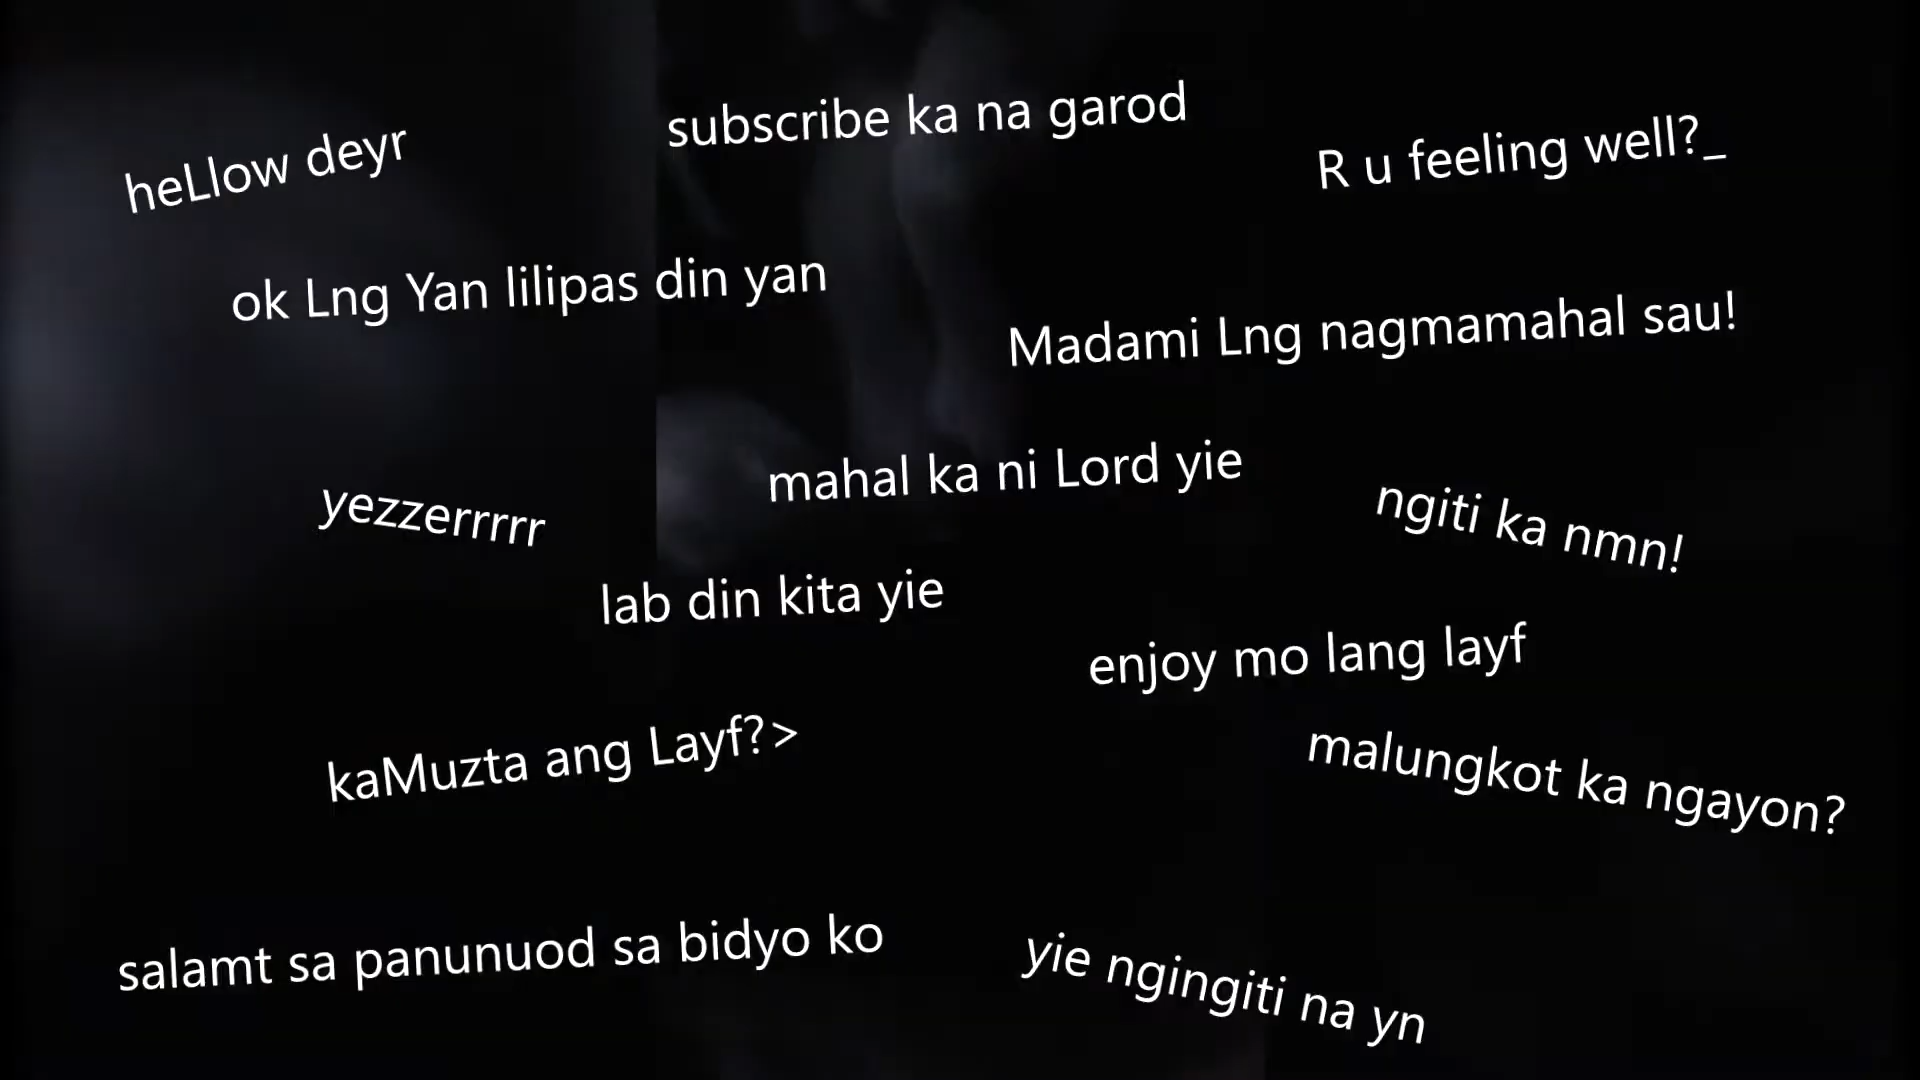 heLlow deyr
subscribe ka na garod
R u feeling well?_
ok Lng Yan lilipas din yan
Madami Lng nagmamahal sau!
yezzerrrrr
mahal ka ni Lord yie
ngiti ka nmn!
lab din kita yie
enjoy mo lang layf
kaMuzta ang Layf?>
malungkot ka ngayon?
salamt sa panunuod sa bidyo ko
yie ngingiti na yn